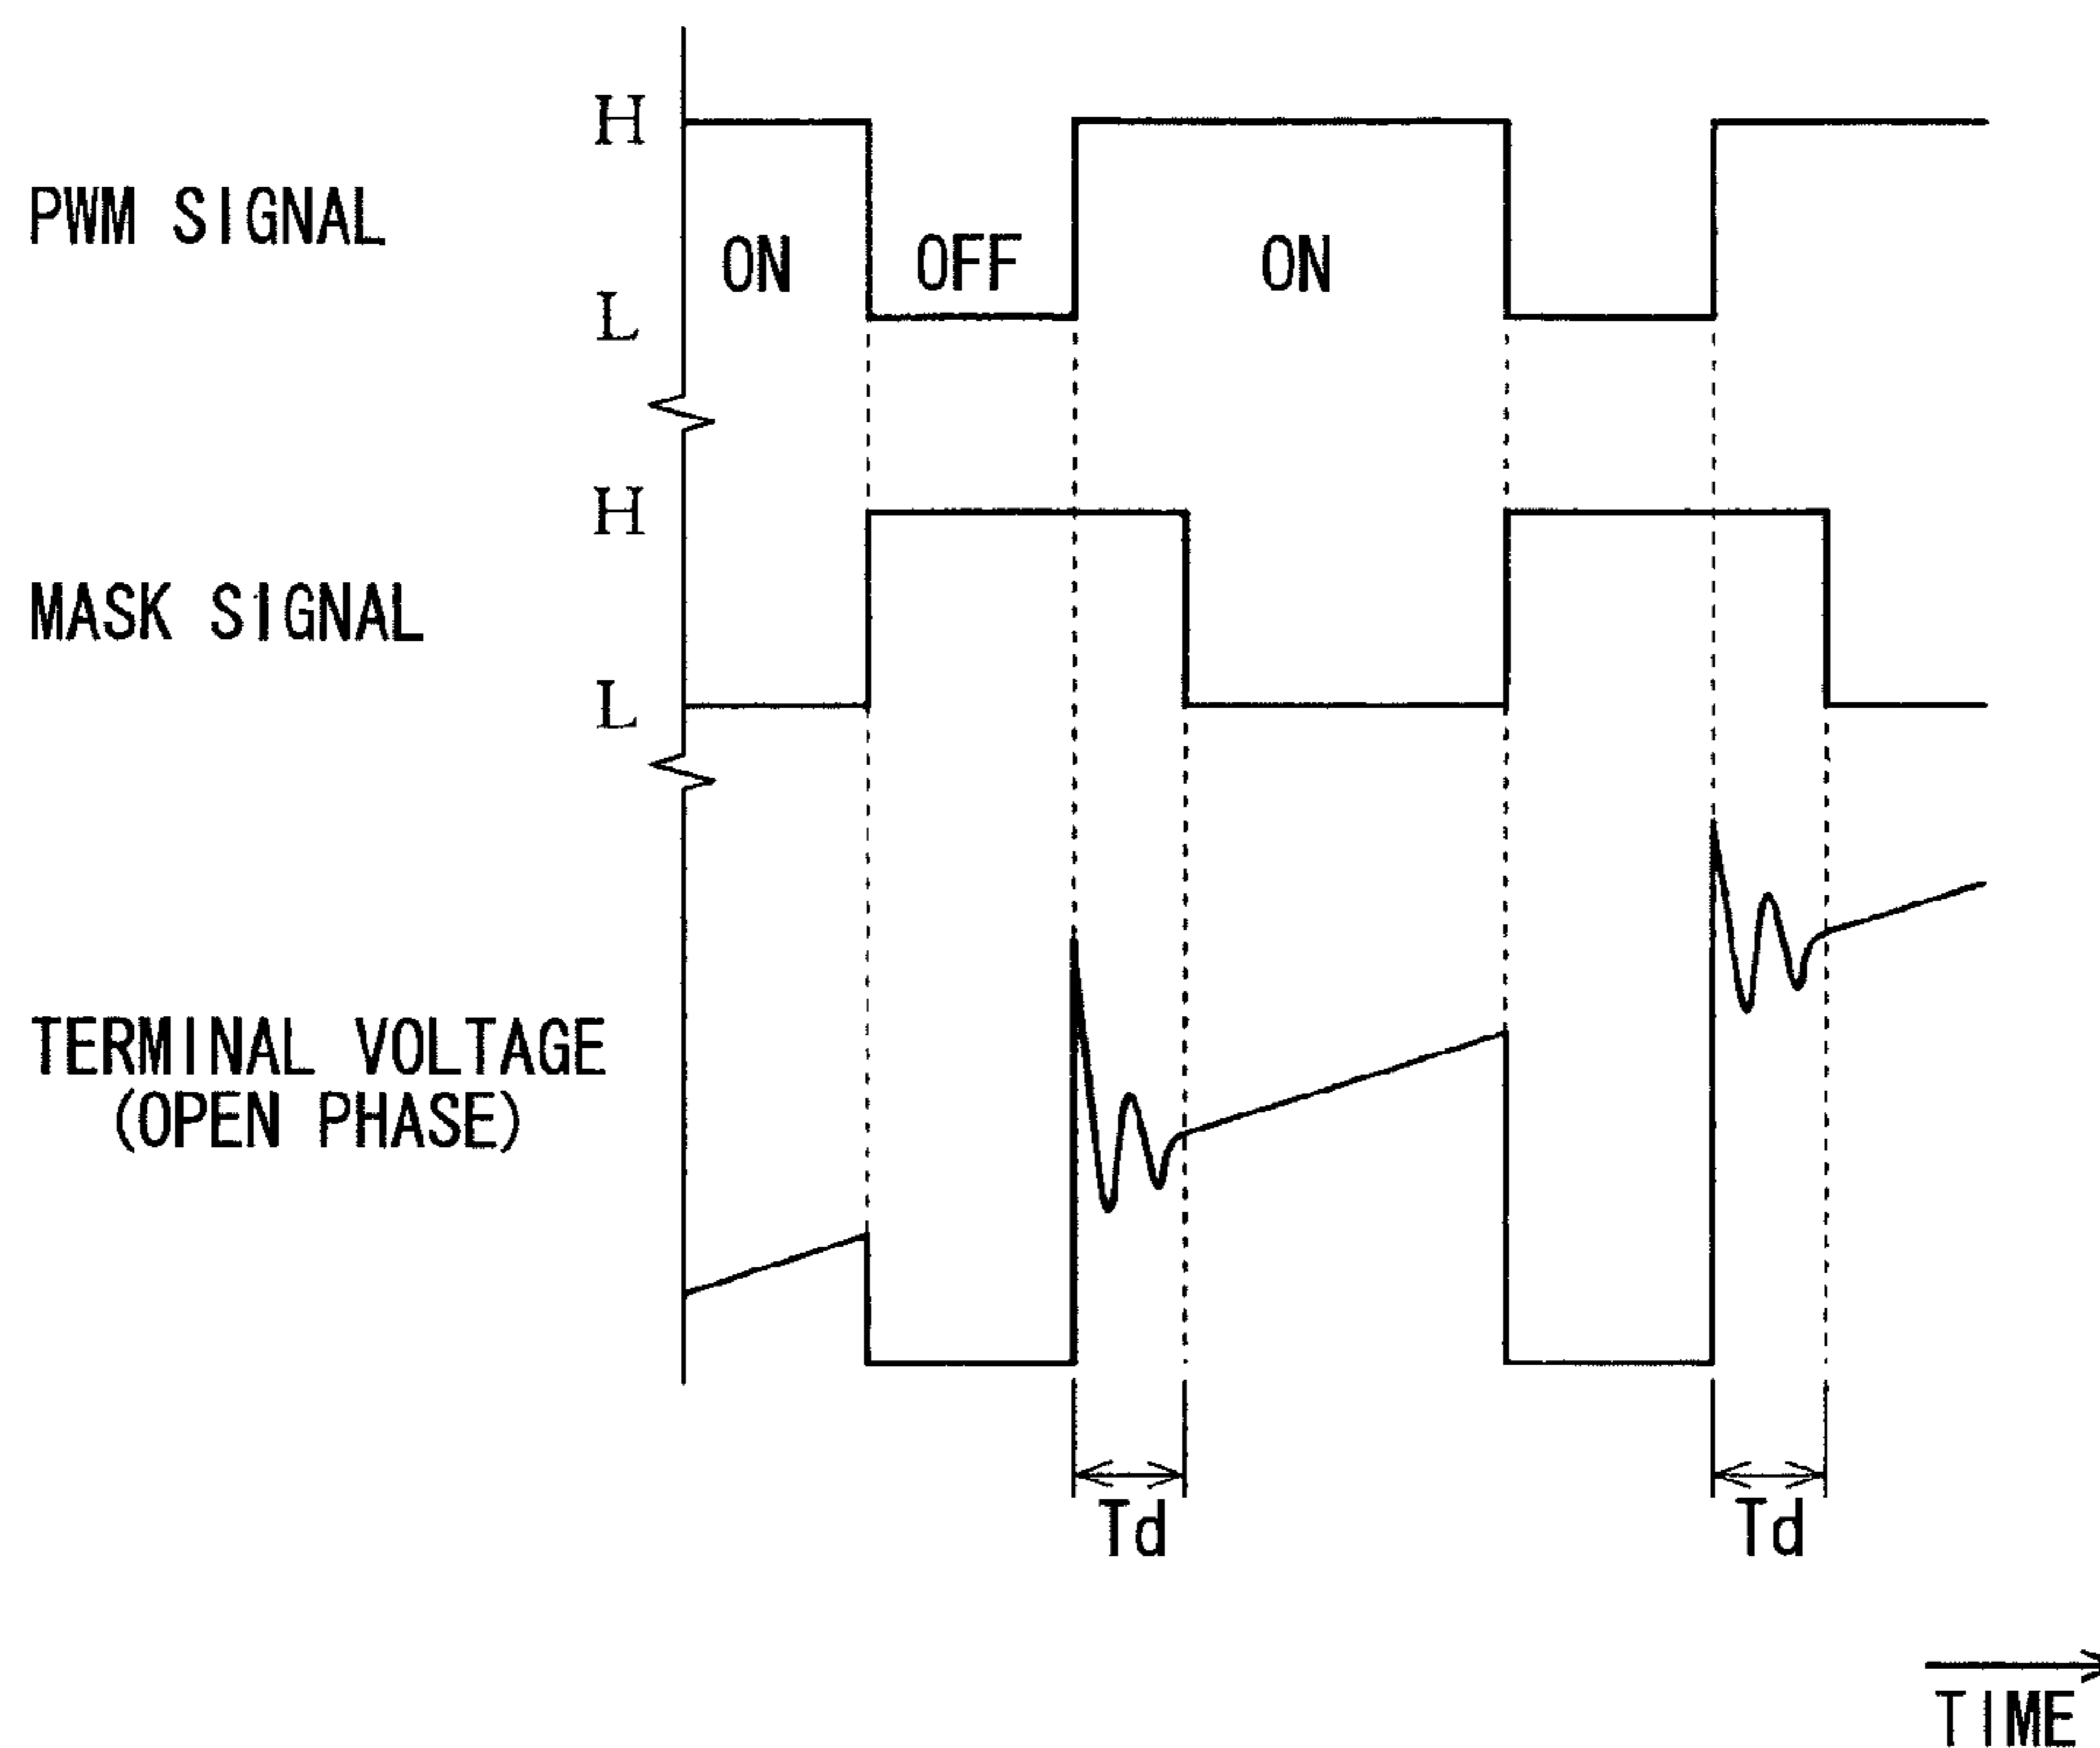 H
PWM SIGNAL
ON OFF ON
L
H
MASK SIGNAL
L
TERMINAL VOLTAGE
(OPEN PHASE)
Td Td
TIME